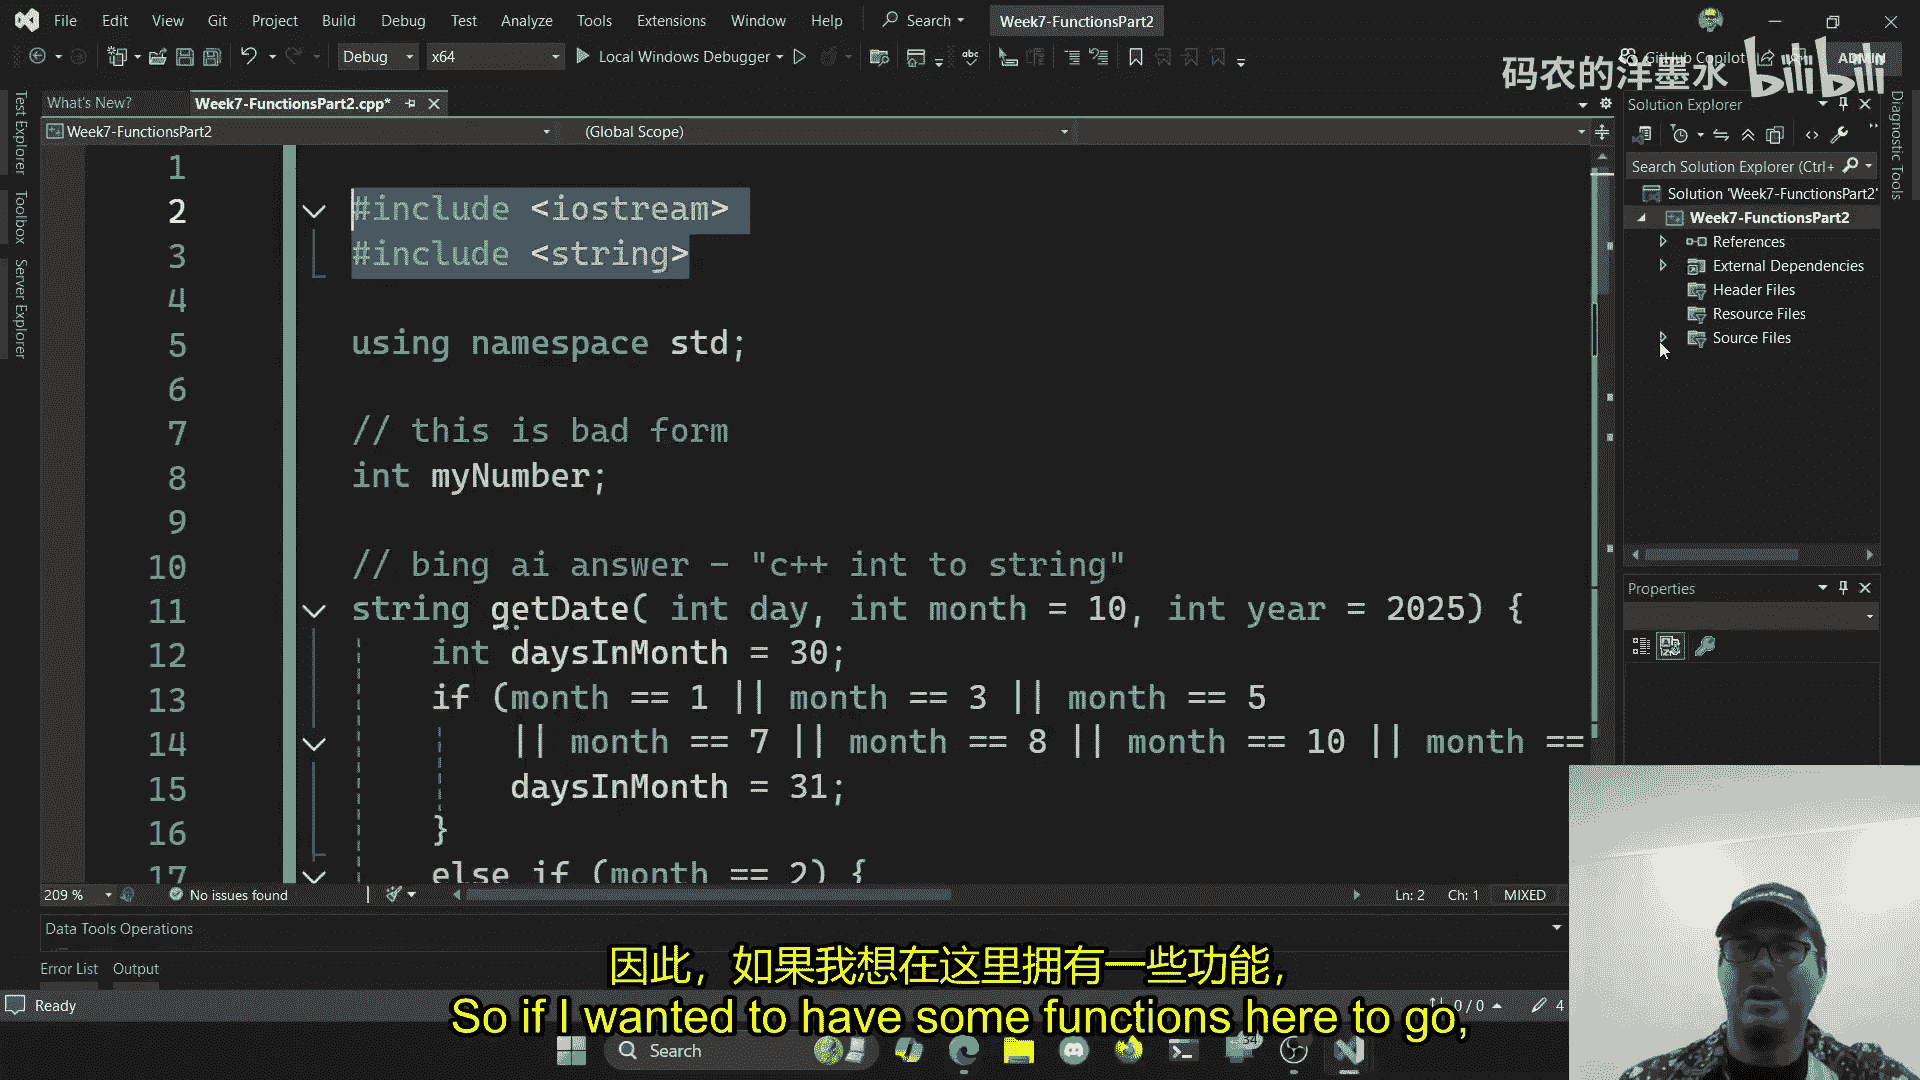 File Edit View Git Project Build Debug Test Analyze Tools Extensions Window Help Search Week7-FunctionsPart2
Debug x64 Local Windows Debugger GitHub Copilot ADMIN
码农的洋墨水 bilibili
What's New? Week7-FunctionsPart2.cpp*
Week7-FunctionsPart2 (Global Scope)
Test Explorer
Toolbox
Server Explorer
1
2 #include <iostream>
3 #include <string>
4
5 using namespace std;
6
7 // this is bad form
8 int myNumber;
9
10 // bing ai answer - "c++ int to string"
11 string getDate( int day, int month = 10, int year = 2025) {
12 int daysInMonth = 30;
13 if (month == 1 || month == 3 || month == 5
14 || month == 7 || month == 8 || month == 10 || month ==
15 daysInMonth = 31;
16 }
17 else if (month == 2) {
209 % No issues found Ln: 2 Ch: 1 MIXED
Data Tools Operations
Error List Output
Ready 0 / 0 4
Solution Explorer
Search Solution Explorer (Ctrl+
Solution 'Week7-FunctionsPart2'
Week7-FunctionsPart2
References
External Dependencies
Header Files
Resource Files
Source Files
Properties
Diagnostic Tools
因此，如果我想在这里拥有一些功能，
So if I wanted to have some functions here to go,
Search